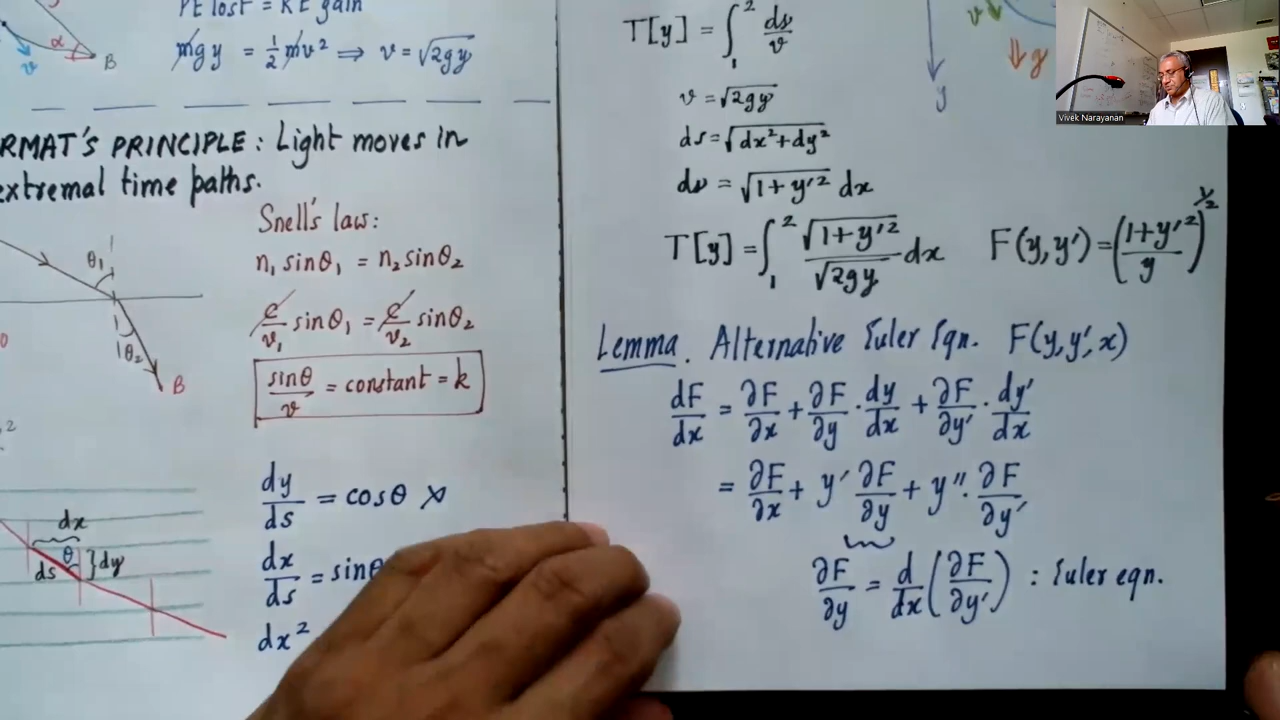 PE lost = KE gain
mgy = 1/2 mv² ⟹ v = √2gy
α
B
v
RMAT'S PRINCIPLE : Light moves in
extremal time paths.
Snell's law:
n₁ sinθ₁ = n₂ sinθ₂
c/v₁ sinθ₁ = c/v₂ sinθ₂
sinθ/v = constant = k
θ₁
θ₂
B
dy/ds = cosθ
dx/ds = sinθ
dx²
dx
θ
ds } dy
T[y] = ∫₁² ds/v
v = √2gy
ds = √dx²+dy²
ds = √1+y'² dx
T[y] = ∫₁² √1+y'² / √2gy dx F(y,y') = (1+y'²/y)^1/2
v
g
y
Lemma. Alternative Euler Eqn. F(y,y',x)
dF/dx = ∂F/∂x + ∂F/∂y · dy/dx + ∂F/∂y' · dy'/dx
= ∂F/∂x + y' ∂F/∂y + y'' · ∂F/∂y'
∂F/∂y = d/dx (∂F/∂y') : Euler eqn.
Vivek Narayanan